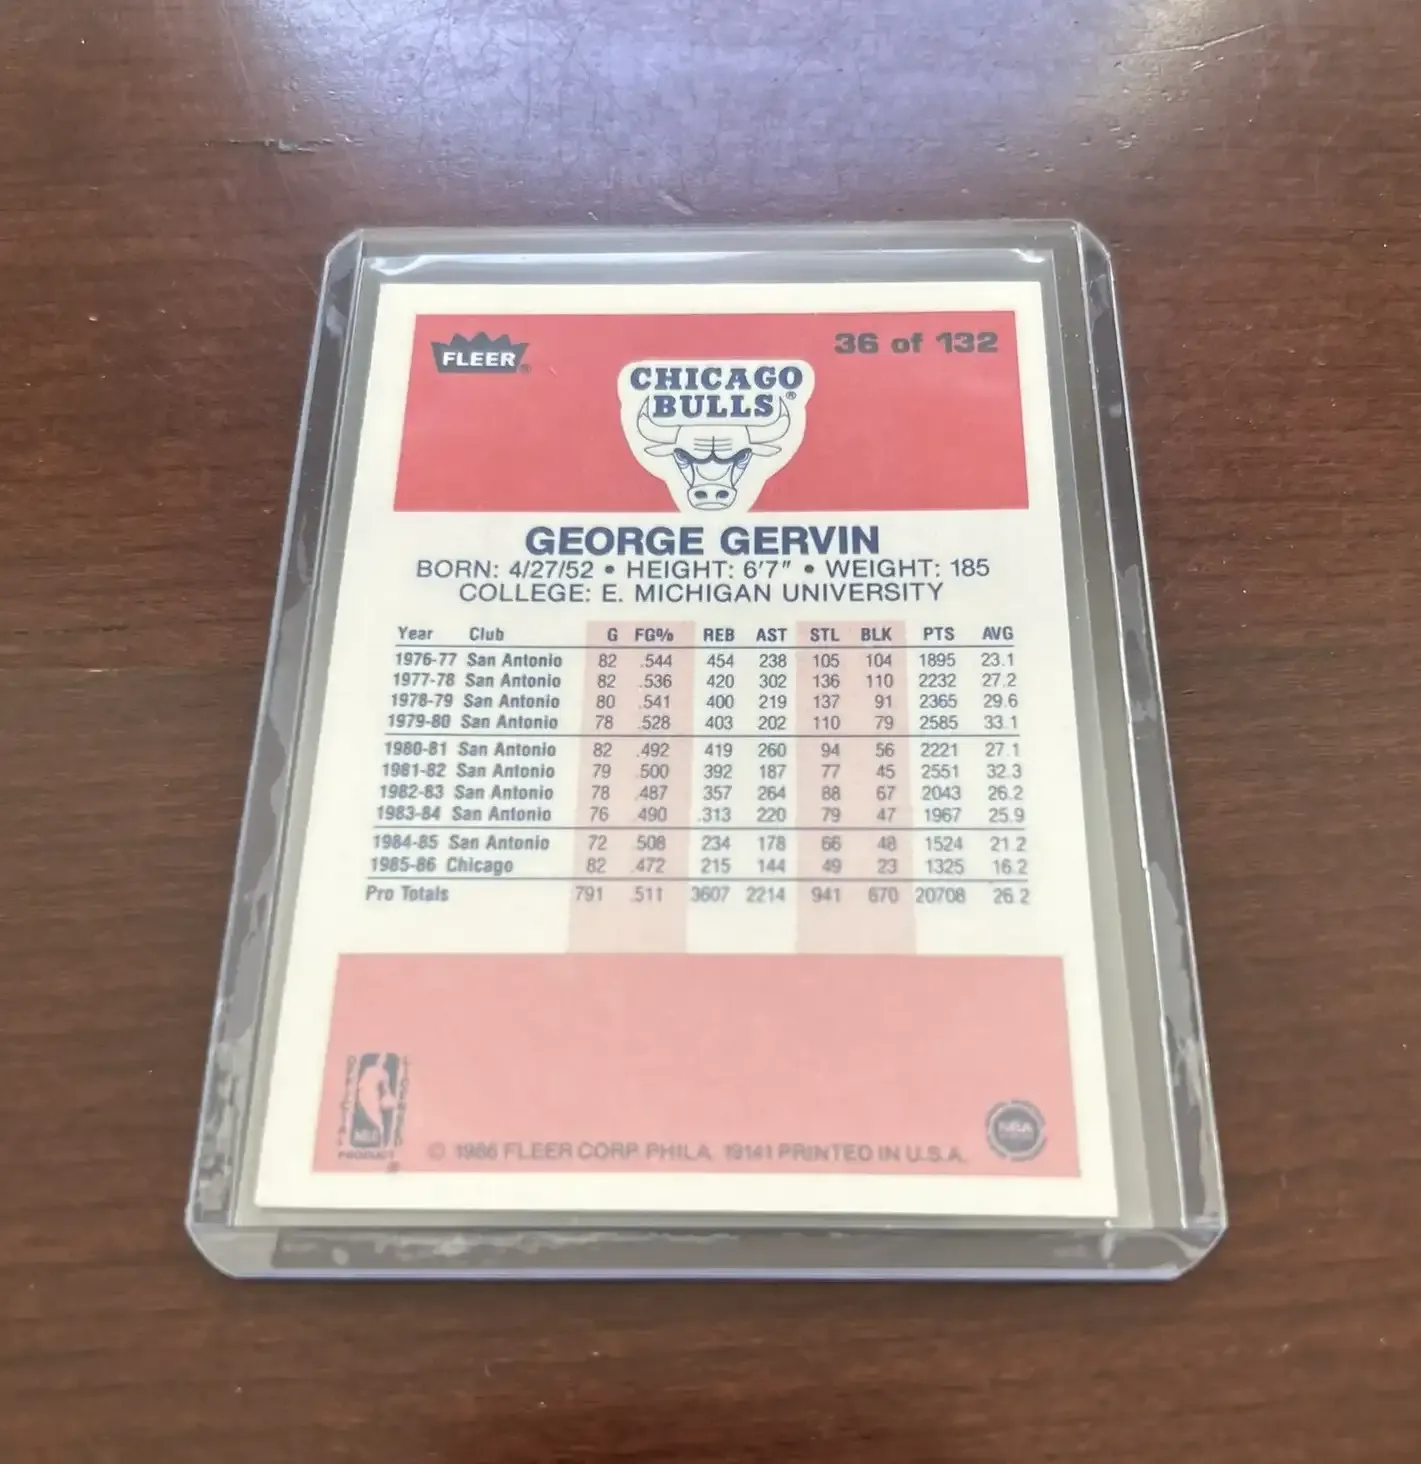 FLEER®
36 of 132
CHICAGO
BULLS®
GEORGE GERVIN
BORN: 4/27/52 • HEIGHT: 6'7" • WEIGHT: 185
COLLEGE: E. MICHIGAN UNIVERSITY
Year Club G FG% REB AST STL BLK PTS AVG
1976-77 San Antonio 82 .544 454 238 105 104 1895 23.1
1977-78 San Antonio 82 .536 420 302 136 110 2232 27.2
1978-79 San Antonio 80 .541 400 219 137 91 2365 29.6
1979-80 San Antonio 78 .528 403 202 110 79 2585 33.1
1980-81 San Antonio 82 .492 419 260 94 56 2221 27.1
1981-82 San Antonio 79 .500 392 187 77 45 2551 32.3
1982-83 San Antonio 78 .487 357 264 88 67 2043 26.2
1983-84 San Antonio 76 .490 .313 220 79 47 1967 25.9
1984-85 San Antonio 72 .508 234 178 66 48 1524 21.2
1985-86 Chicago 82 .472 215 144 49 23 1325 16.2
Pro Totals 791 .511 3607 2214 941 670 20708 26.2
OFFICIAL
LICENSED
NBA
PRODUCT
®
© 1986 FLEER CORP. PHILA. 19141 PRINTED IN U.S.A.